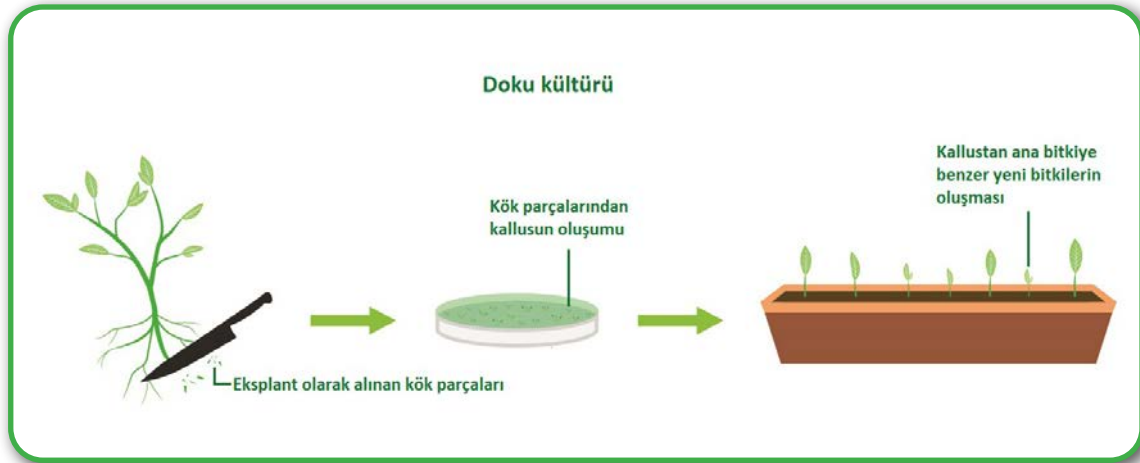 Doku kültürü
Eksplant olarak alınan kök parçaları
Kök parçalarından
kallusun oluşumu
Kallustan ana bitkiye
benzer yeni bitkilerin
oluşması